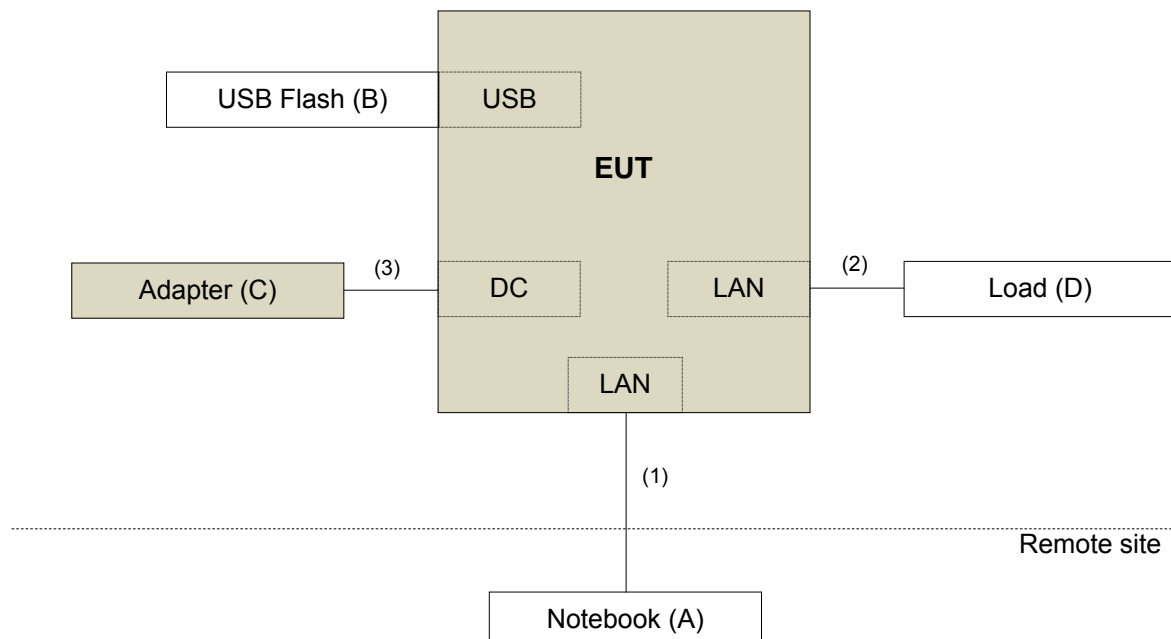 USB Flash (B)
USB
EUT
Adapter (C)
(3)
DC
LAN
(2)
Load (D)
LAN
(1)
Remote site
Notebook (A)